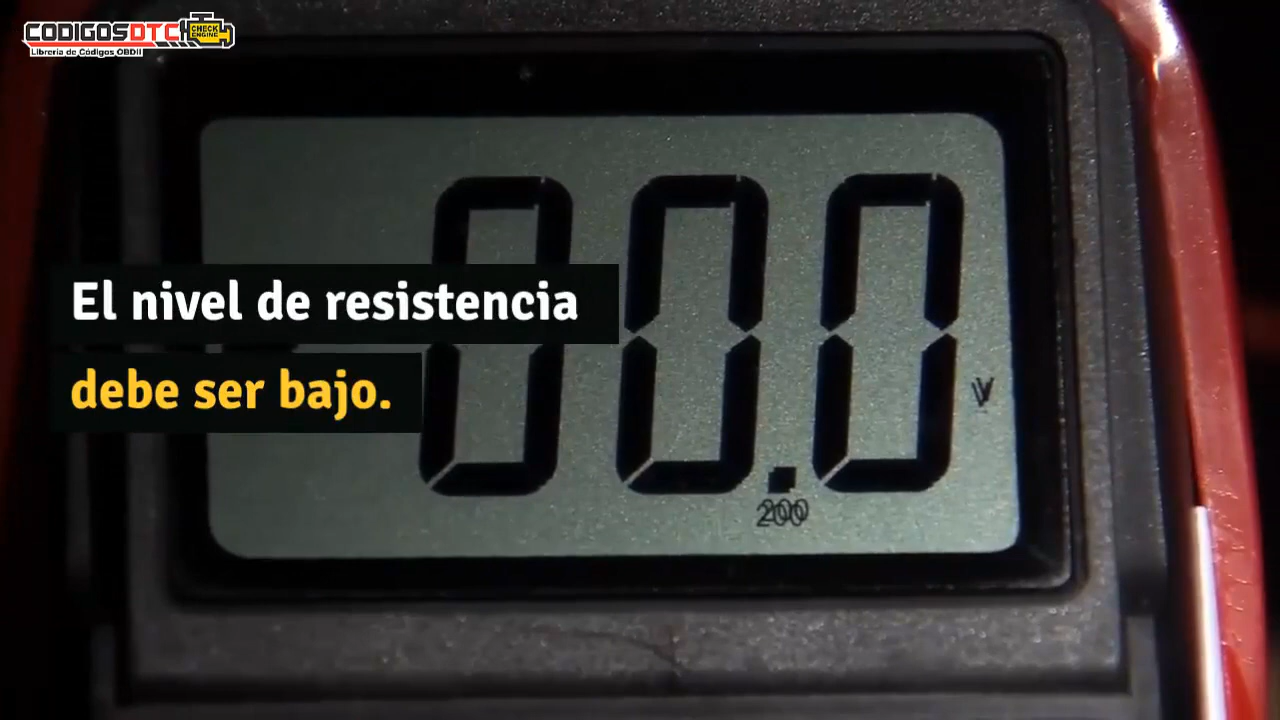 CODIGOSDTC
CHECK
ENGINE
Librería de Códigos OBDII
El nivel de resistencia
debe ser bajo.
00.0
V
200